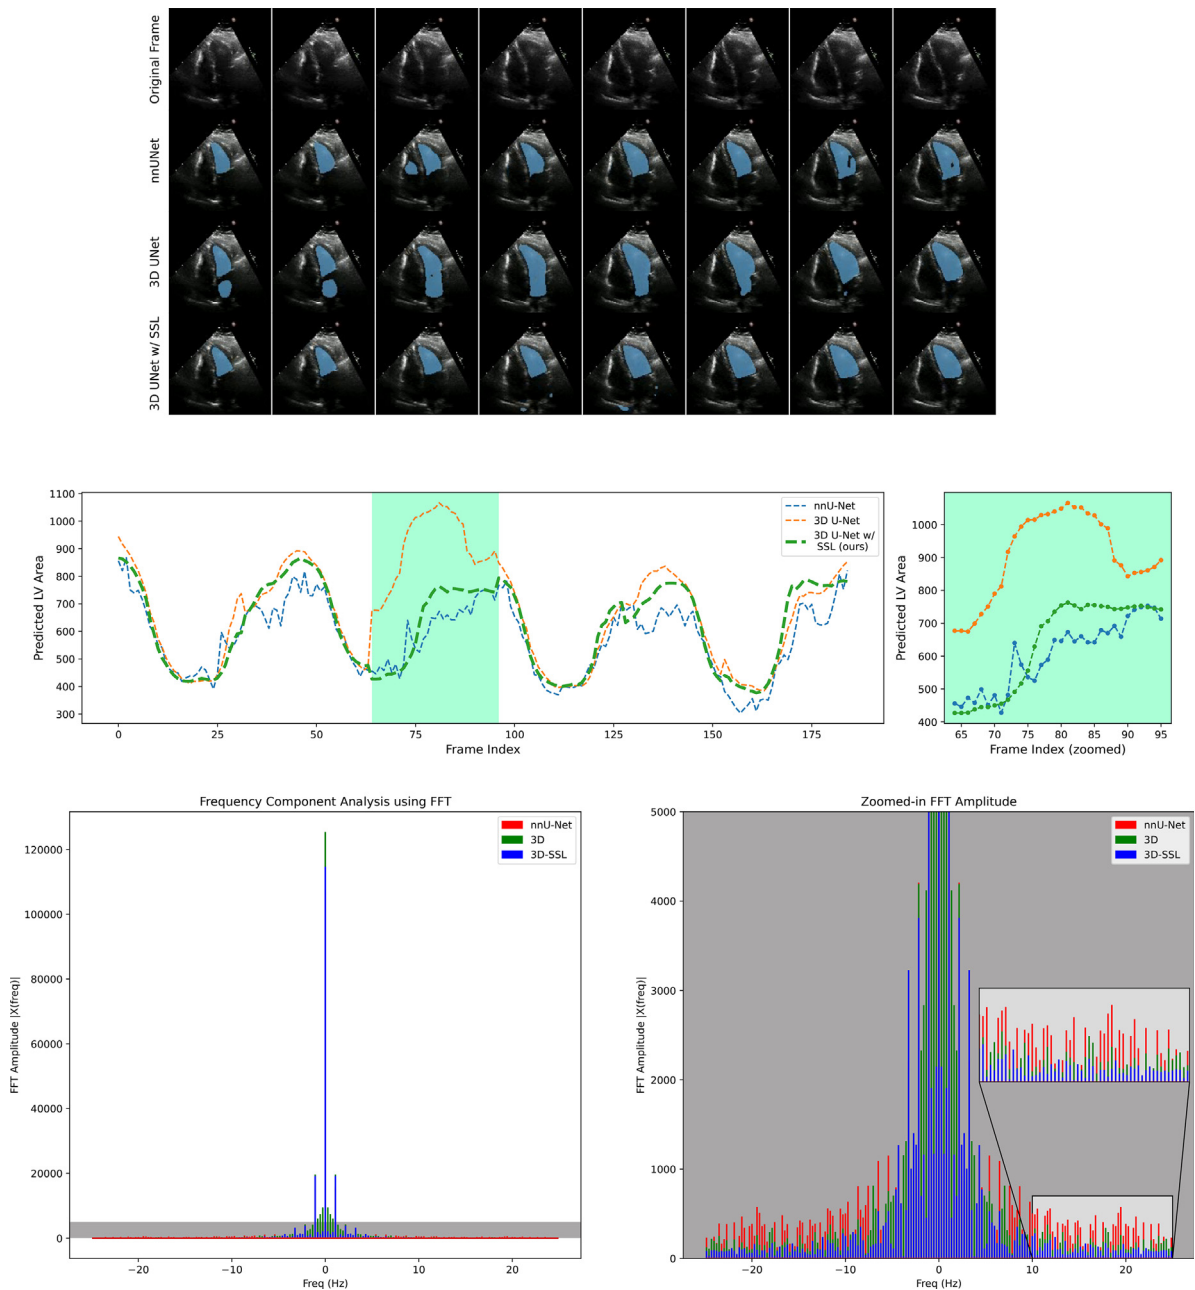 Original Frame
nnUNet
3D UNet
3D UNet w/ SSL
Predicted LV Area
1100
1000
900
800
700
600
500
400
300
0
25
50
75
100
125
150
175
Frame Index
nnU-Net
3D U-Net
3D U-Net w/
SSL (ours)
Predicted LV Area
1000
900
800
700
600
500
400
65
70
75
80
85
90
95
Frame Index (zoomed)
Frequency Component Analysis using FFT
FFT Amplitude |X(freq)|
120000
100000
80000
60000
40000
20000
0
−20
−10
0
10
20
Freq (Hz)
nnU-Net
3D
3D-SSL
Zoomed-in FFT Amplitude
FFT Amplitude |X(freq)|
5000
4000
3000
2000
1000
0
−20
−10
0
10
20
Freq (Hz)
nnU-Net
3D
3D-SSL